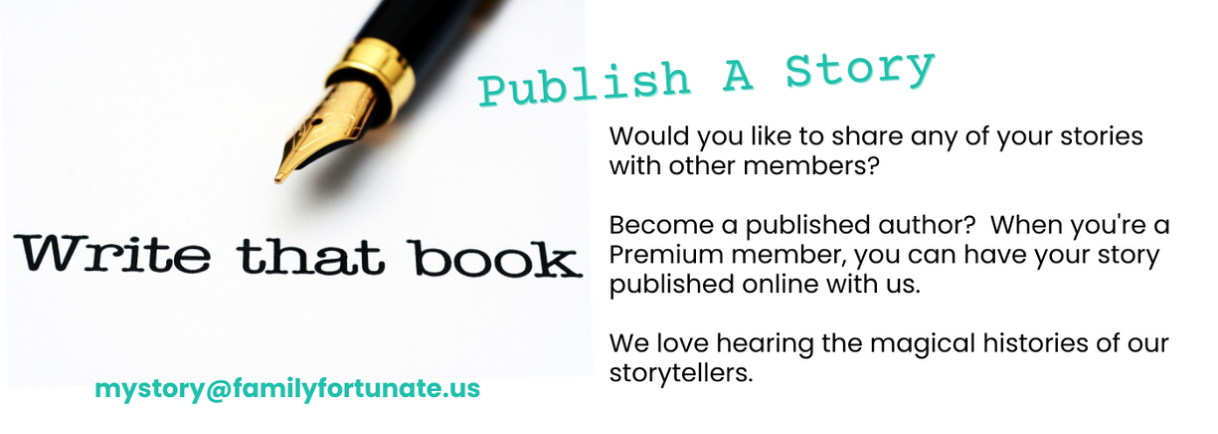 Publish A Story
Write that book
mystory@familyfortunate.us
Would you like to share any of your stories
with other members?
Become a published author?  When you're a
Premium member, you can have your story
published online with us.
We love hearing the magical histories of our
storytellers.